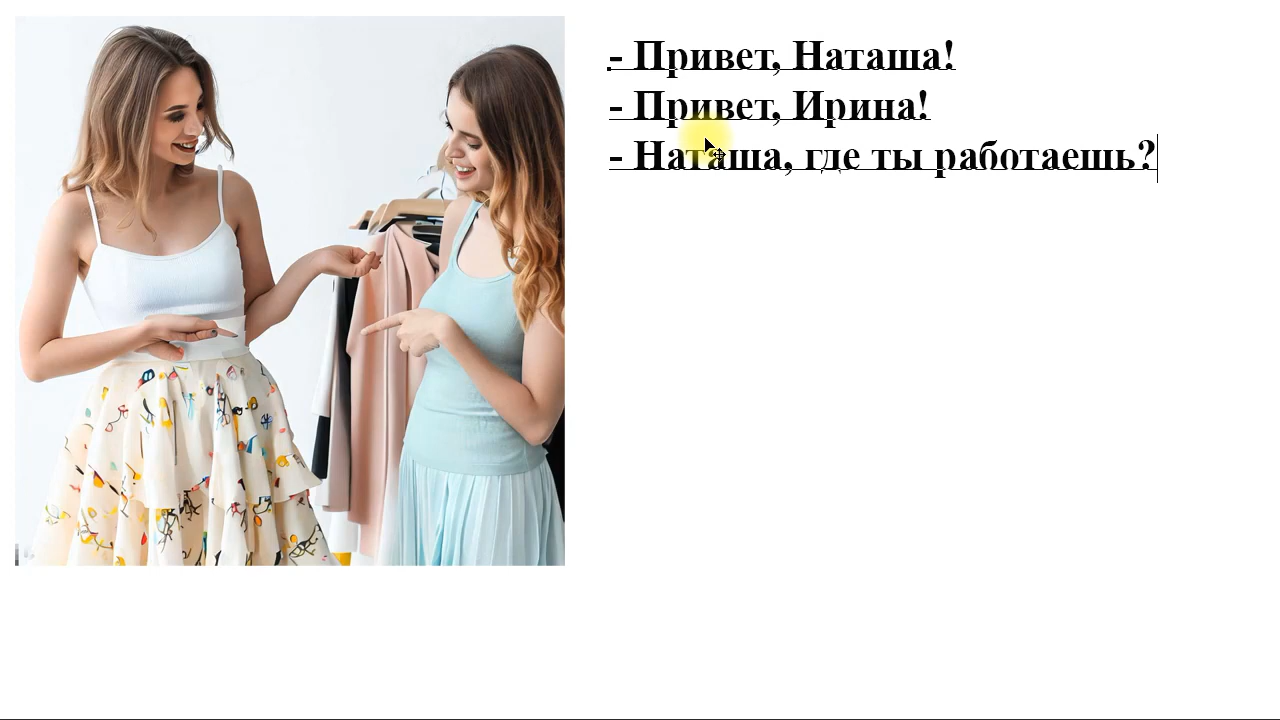 - Привет, Наташа!
- Привет, Ирина!
- Наташа, где ты работаешь?